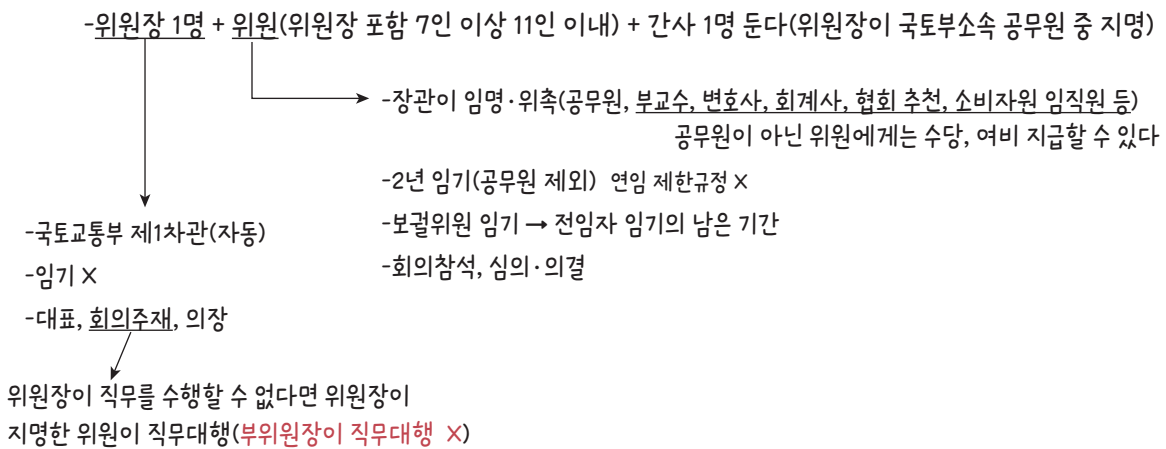 -위원장 1명 + 위원(위원장 포함 7인 이상 11인 이내) + 간사 1명 둔다(위원장이 국토부소속 공무원 중 지명)
-장관이 임명·위촉(공무원, 부교수, 변호사, 회계사, 협회 추천, 소비자원 임직원 등)
공무원이 아닌 위원에게는 수당, 여비 지급할 수 있다
-2년 임기(공무원 제외) 연임 제한규정 X
-보궐위원 임기 → 전임자 임기의 남은 기간
-회의참석, 심의·의결
-국토교통부 제1차관(자동)
-임기 X
-대표, 회의주재, 의장
위원장이 직무를 수행할 수 없다면 위원장이
지명한 위원이 직무대행(부위원장이 직무대행 X)